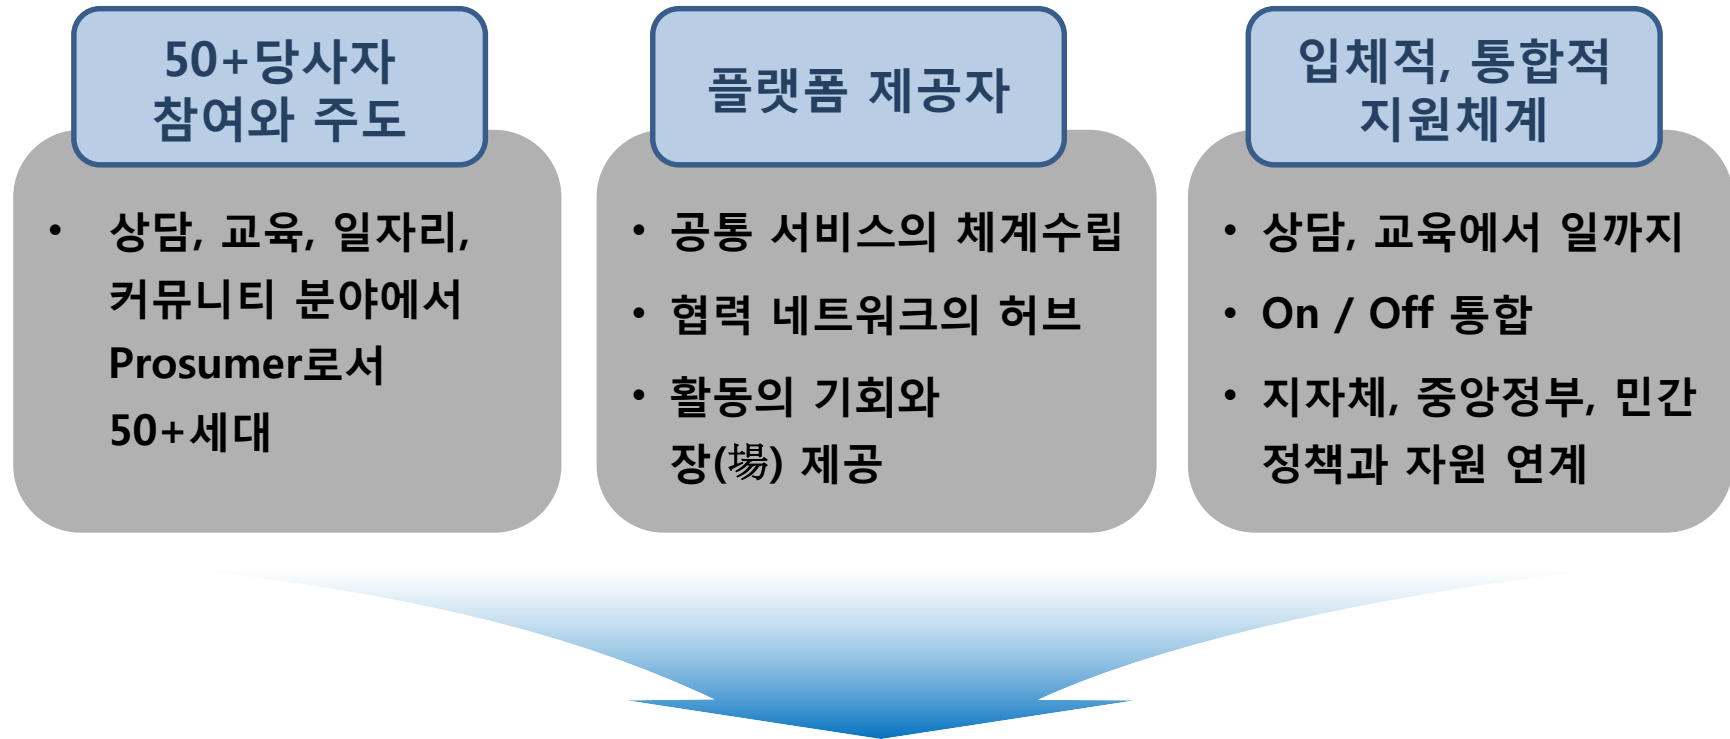 50+당사자
참여와 주도
• 상담, 교육, 일자리,
커뮤니티 분야에서
Prosumer로서
50+세대
플랫폼 제공자
• 공통 서비스의 체계수립
• 협력 네트워크의 허브
• 활동의 기회와
장(場) 제공
입체적, 통합적
지원체계
• 상담, 교육에서 일까지
• On / Off 통합
• 지자체, 중앙정부, 민간
정책과 자원 연계